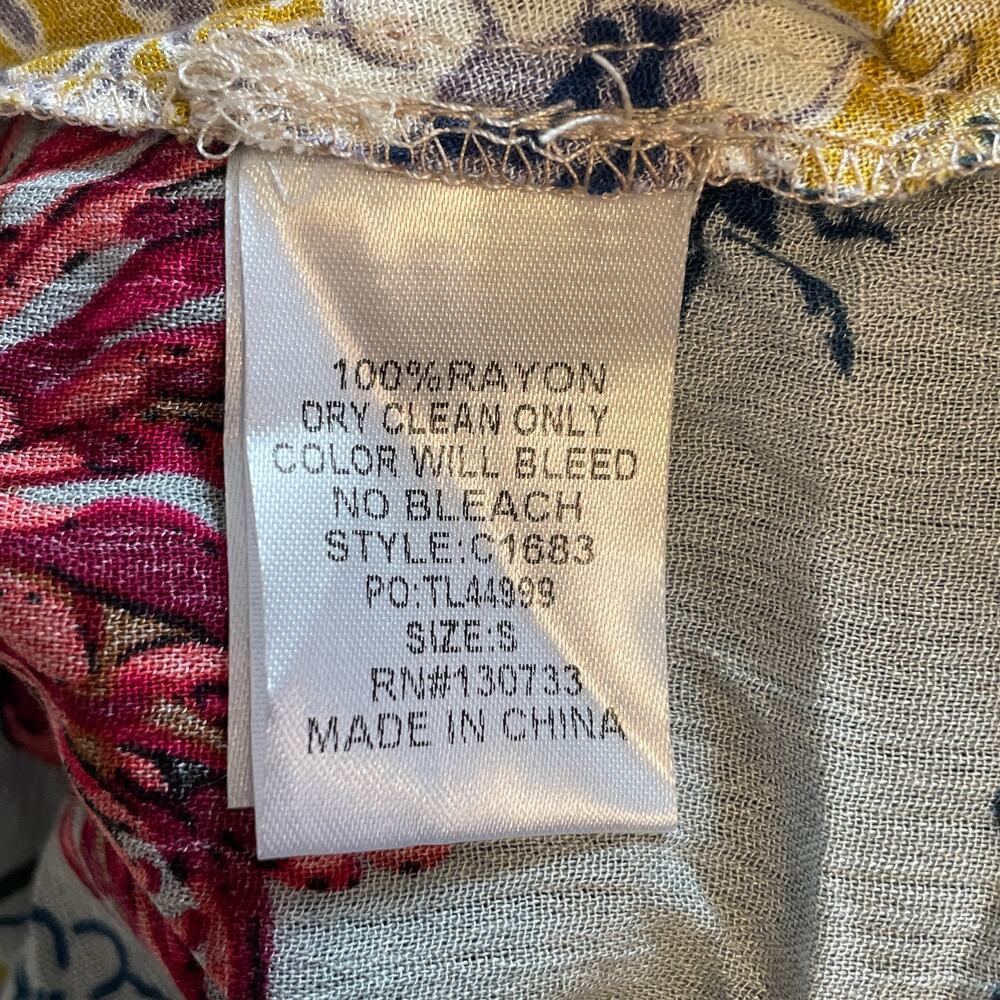 100%RAYON
DRY CLEAN ONLY
COLOR WILL BLEED
NO BLEACH
STYLE:C1683
PO:TL44999
SIZE:S
RN#130733
MADE IN CHINA